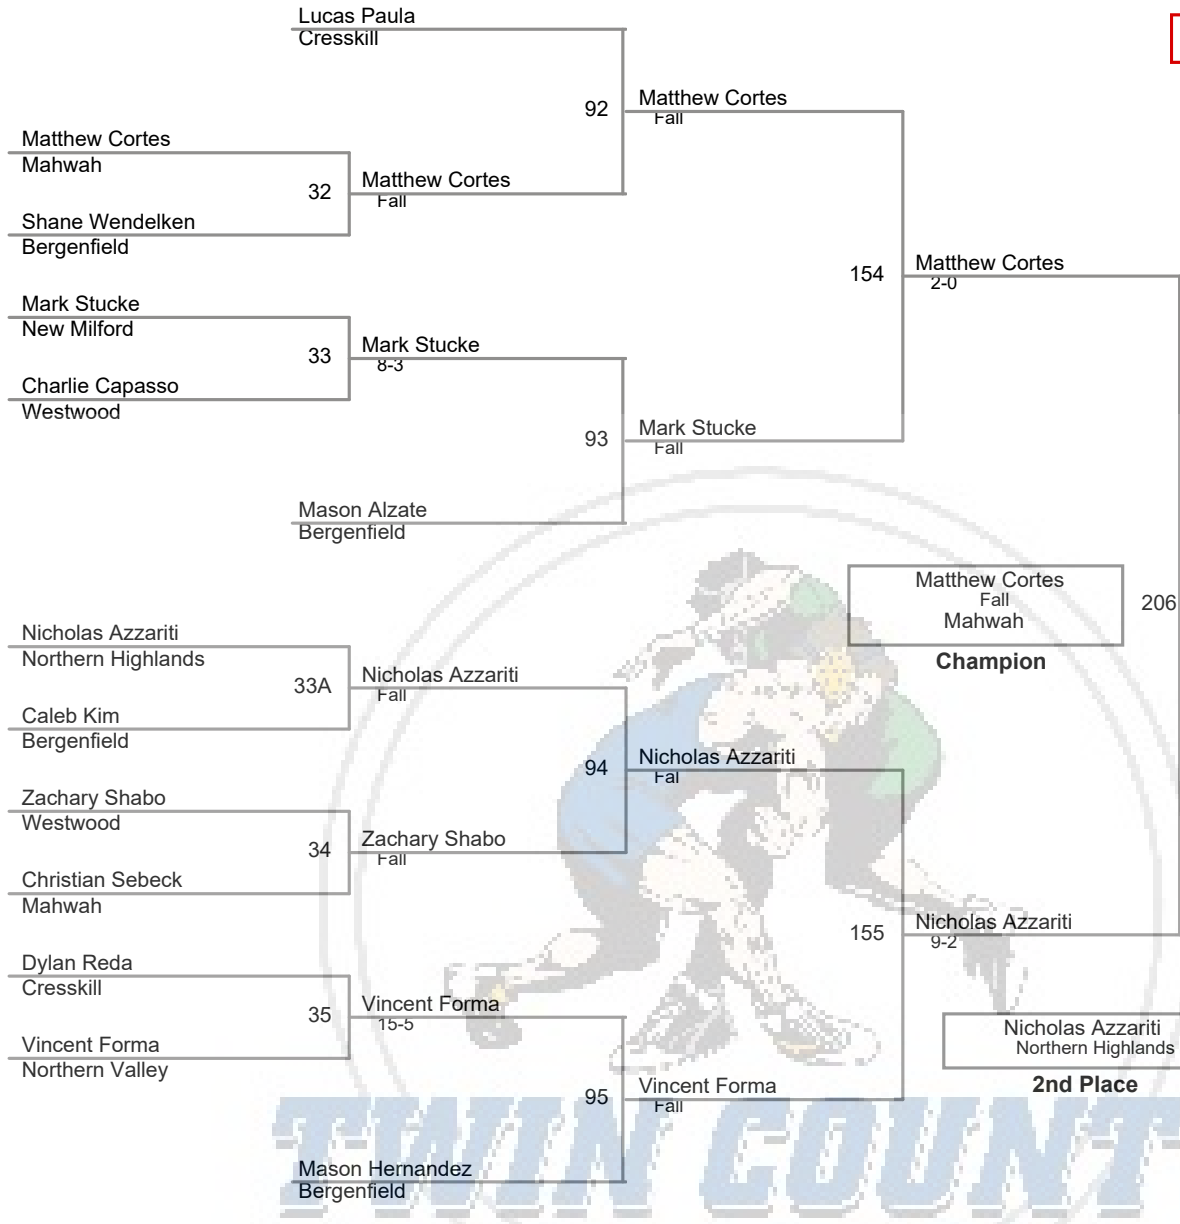 Lucas Paula
Cresskill
92
Matthew Cortes
Fall
Matthew Cortes
Mahwah
32
Matthew Cortes
Fall
Shane Wendelken
Bergenfield
154
Matthew Cortes
2-0
Mark Stucke
New Milford
33
Mark Stucke
8-3
Charlie Capasso
Westwood
93
Mark Stucke
Fall
Mason Alzate
Bergenfield
Matthew Cortes
Fall
Mahwah
206
Champion
Nicholas Azzariti
Northern Highlands
33A
Nicholas Azzariti
Fall
Caleb Kim
Bergenfield
94
Nicholas Azzariti
Fal
Zachary Shabo
Westwood
34
Zachary Shabo
Fall
Christian Sebeck
Mahwah
155
Nicholas Azzariti
9-2
Dylan Reda
Cresskill
35
Vincent Forma
15-5
Vincent Forma
Northern Valley
Nicholas Azzariti
Northern Highlands
2nd Place
95
Vincent Forma
Fall
Mason Hernandez
Bergenfield
TWIN COUNT